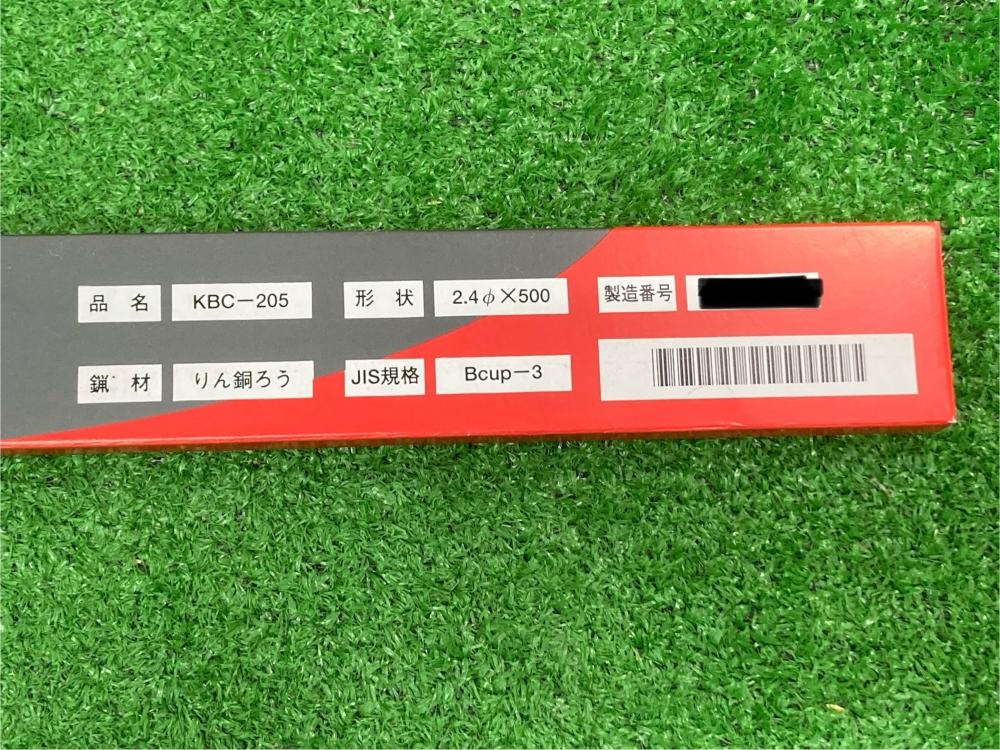 品 名 KBC－205 形 状 2.4φ×500 製造番号
鑞 材 りん銅ろう JIS規格 Bcup－3